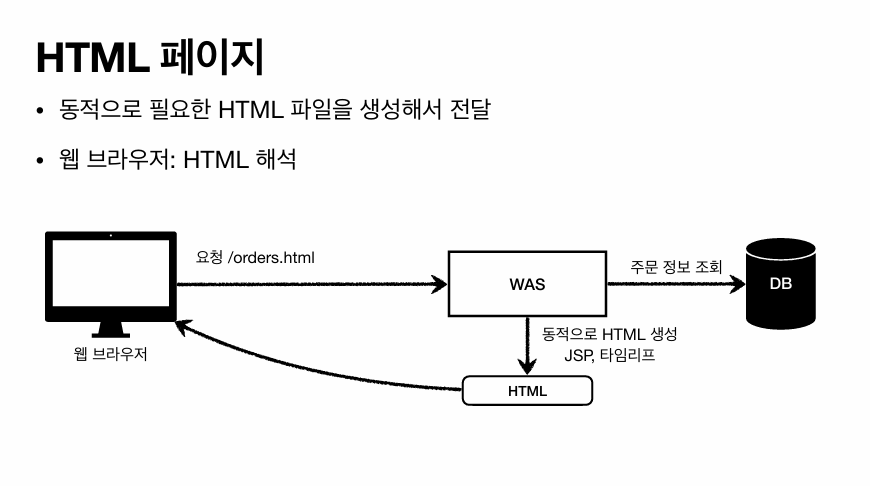 HTML 페이지
• 동적으로 필요한 HTML 파일을 생성해서 전달
• 웹 브라우저: HTML 해석
요청 /orders.html
WAS
주문 정보 조회
DB
웹 브라우저
동적으로 HTML 생성
JSP, 타임리프
HTML